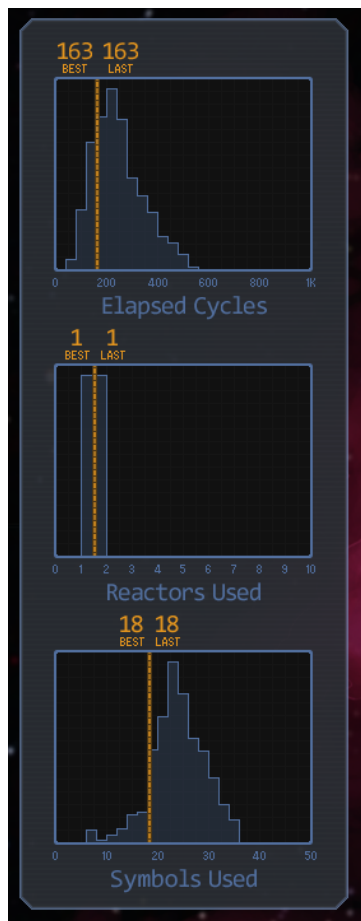 163 163
BEST LAST
0 200 400 600 800 1K
Elapsed Cycles
1 1
BEST LAST
0 1 2 3 4 5 6 7 8 9 10
Reactors Used
18 18
BEST LAST
0 10 20 30 40 50
Symbols Used